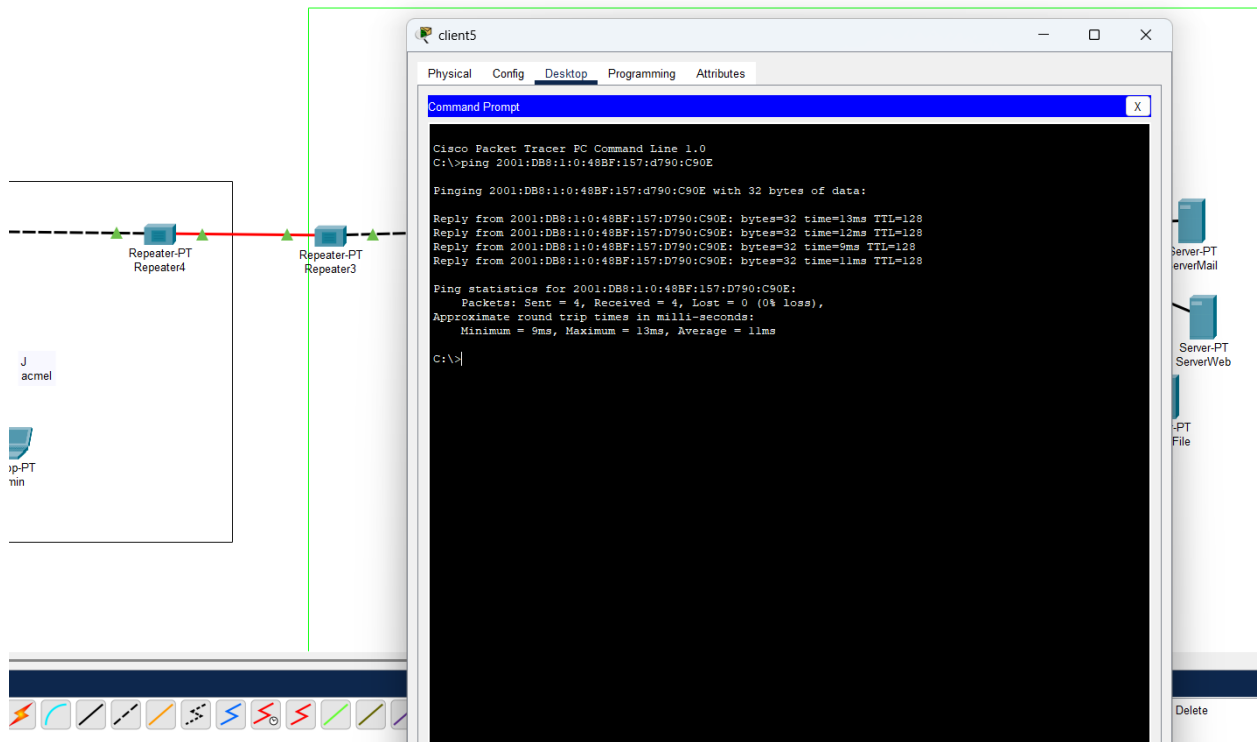 client5
Physical Config Desktop Programming Attributes
Command Prompt
X
Cisco Packet Tracer PC Command Line 1.0
C:\>ping 2001:DB8:1:0:48BF:157:d790:C90E
Pinging 2001:DB8:1:0:48BF:157:d790:C90E with 32 bytes of data:
Reply from 2001:DB8:1:0:48BF:157:D790:C90E: bytes=32 time=13ms TTL=128
Reply from 2001:DB8:1:0:48BF:157:D790:C90E: bytes=32 time=12ms TTL=128
Reply from 2001:DB8:1:0:48BF:157:D790:C90E: bytes=32 time=9ms TTL=128
Reply from 2001:DB8:1:0:48BF:157:D790:C90E: bytes=32 time=11ms TTL=128
Ping statistics for 2001:DB8:1:0:48BF:157:D790:C90E:
Packets: Sent = 4, Received = 4, Lost = 0 (0% loss),
Approximate round trip times in milli-seconds:
Minimum = 9ms, Maximum = 13ms, Average = 11ms
C:\>
Repeater-PT
Repeater4
Repeater-PT
Repeater3
J
acmel
op-PT
min
Server-PT
erverMail
Server-PT
ServerWeb
-PT
File
Delete